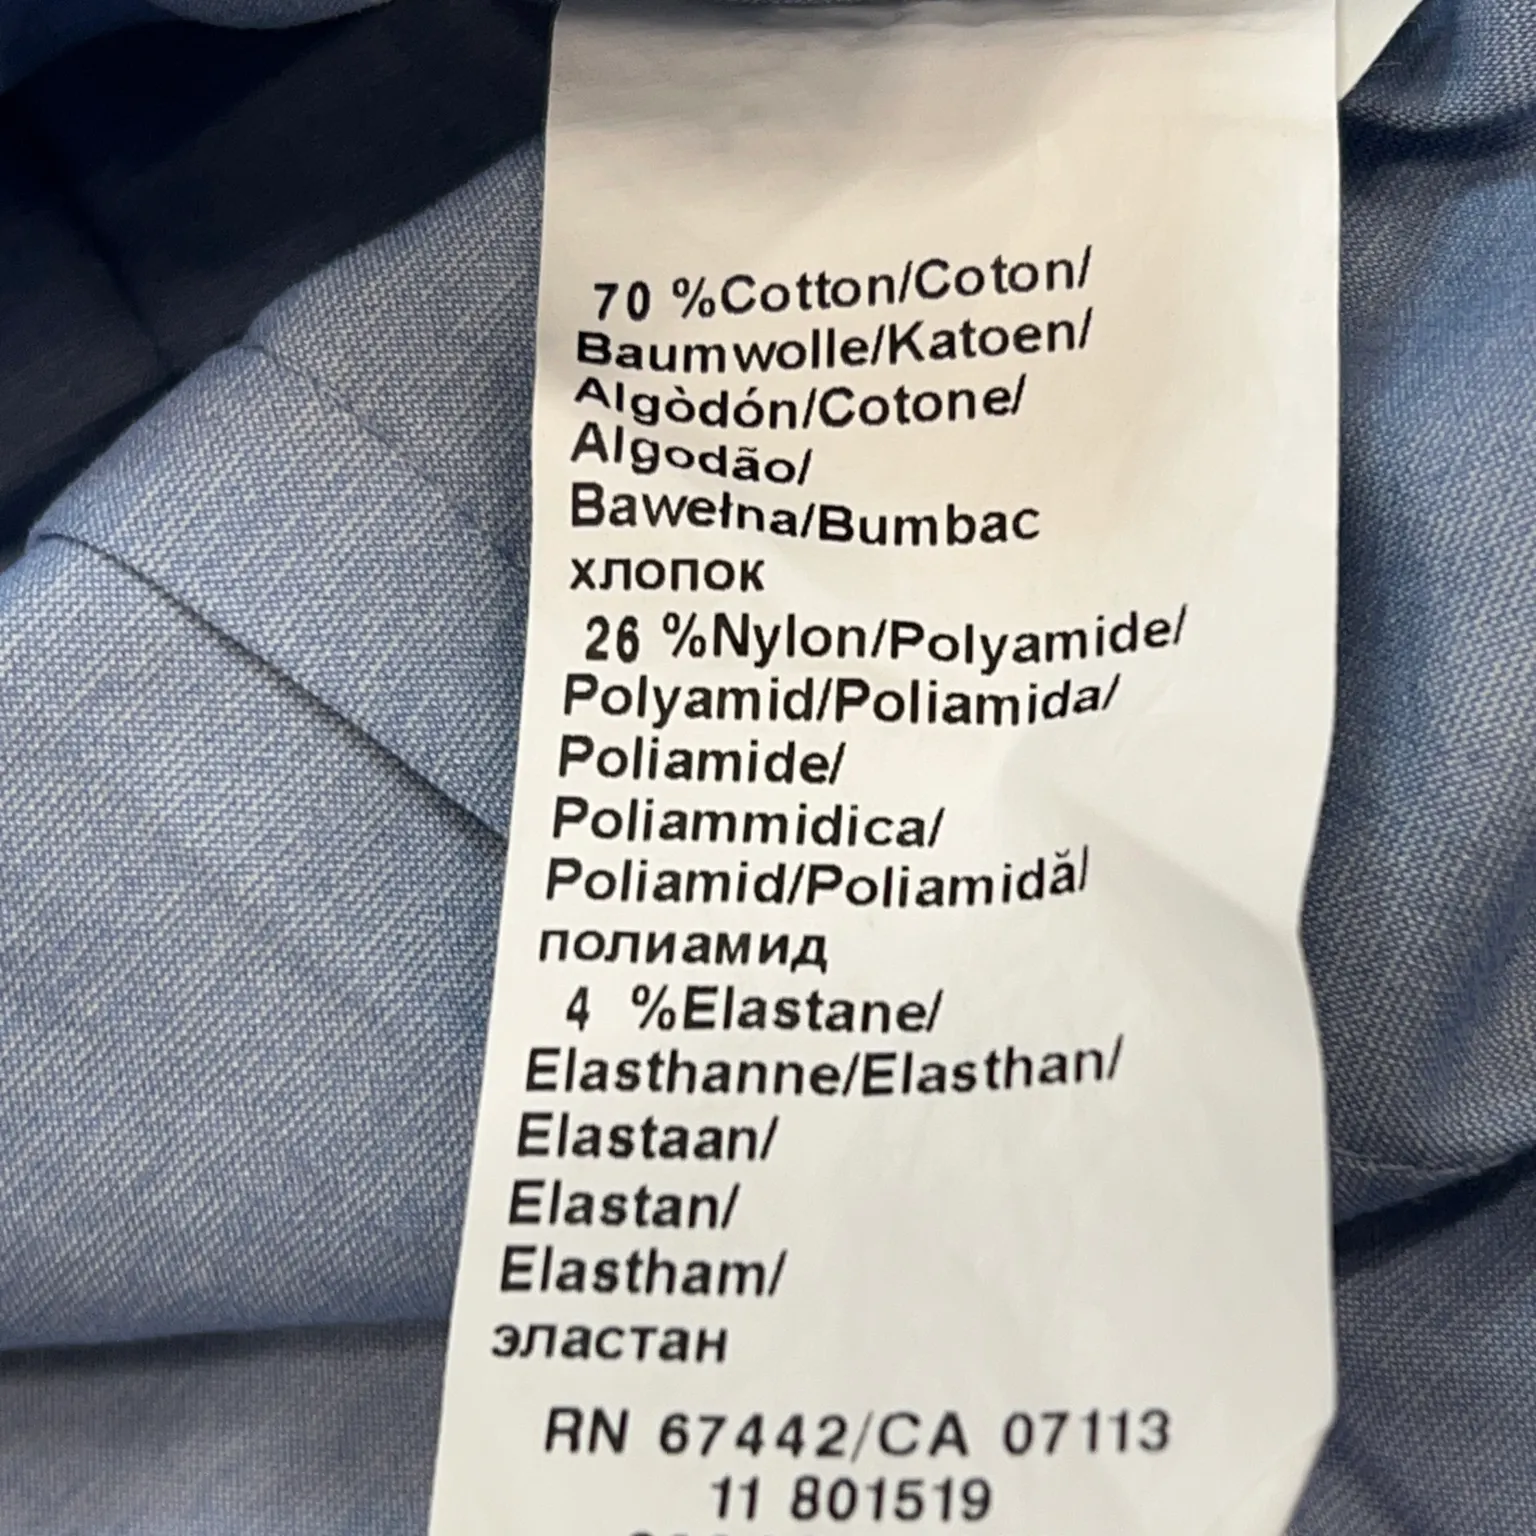 70 %Cotton/Coton/
Baumwolle/Katoen/
Algòdón/Cotone/
Algodão/
Bawełna/Bumbac
хлопок
26 %Nylon/Polyamide/
Polyamid/Poliamida/
Poliamide/
Poliammidica/
Poliamid/Poliamidă/
полиамид
4 %Elastane/
Elasthanne/Elasthan/
Elastaan/
Elastan/
Elastham/
эластан
RN 67442/CA 07113
11 801519